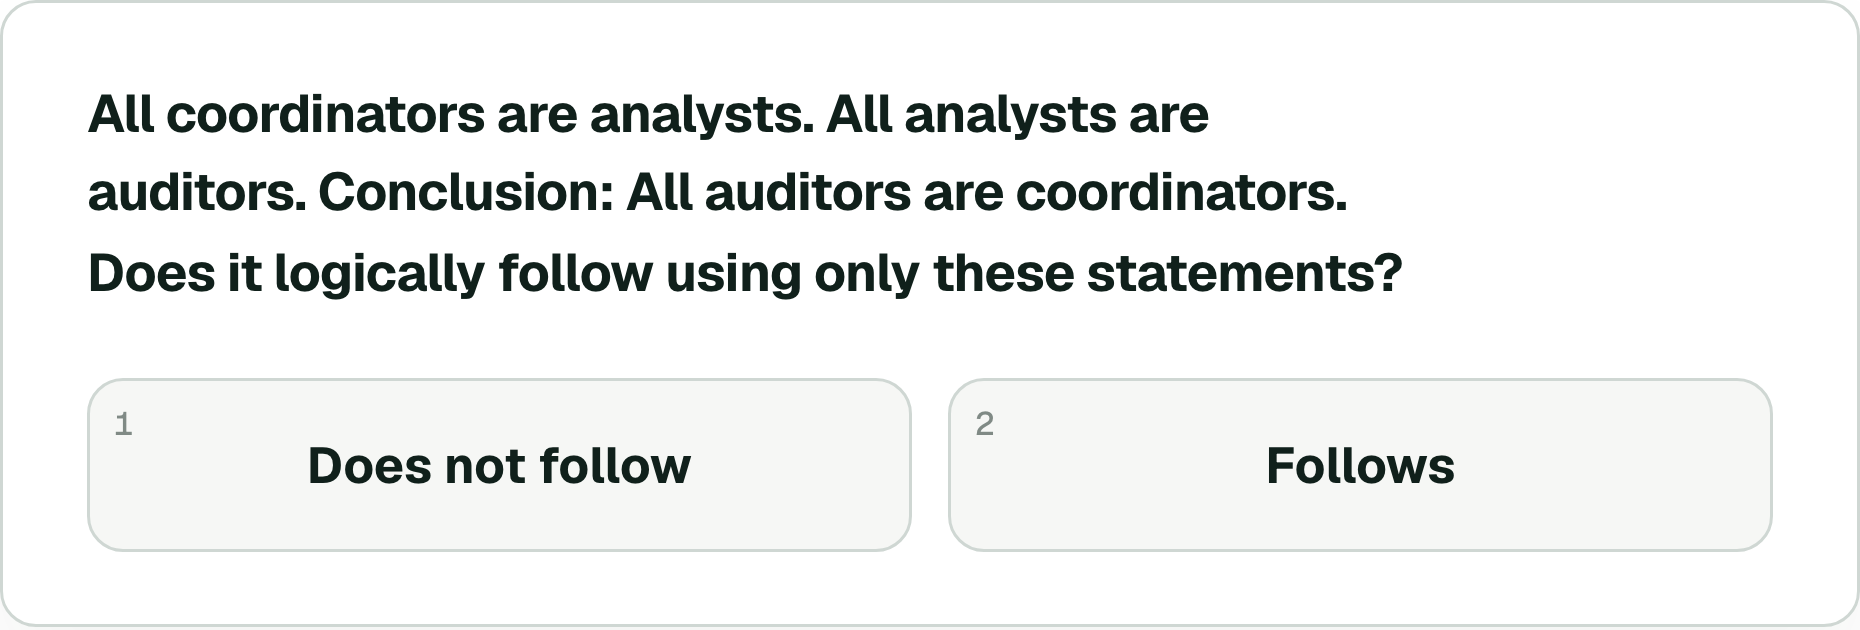 All coordinators are analysts. All analysts are
auditors. Conclusion: All auditors are coordinators.
Does it logically follow using only these statements?
1
Does not follow
2
Follows